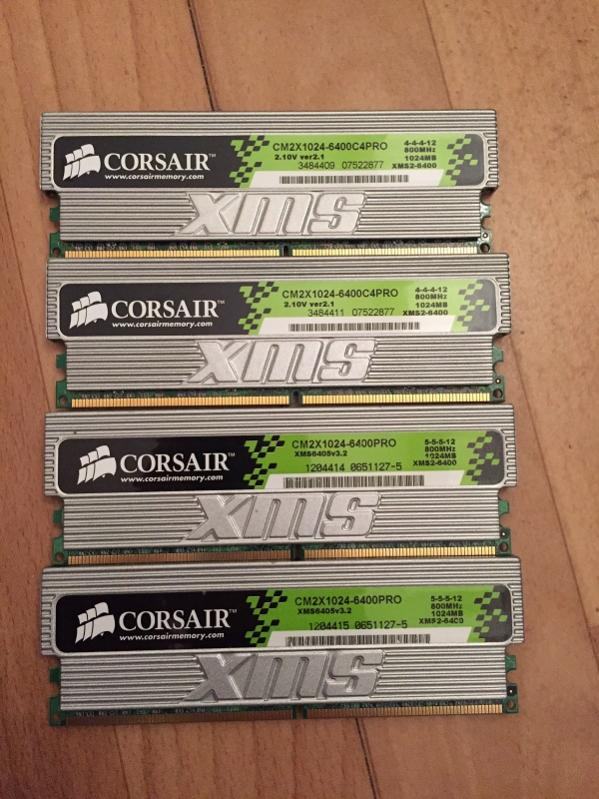 CORSAIR™
www.corsairmemory.com
CM2X1024-6400C4PRO
2.10V ver2.1
3484409 07522877
4-4-4-12
800MHz
1024MB
XMS2-6400
XMS
CORSAIR™
www.corsairmemory.com
CM2X1024-6400C4PRO
2.10V ver2.1
3484411 07522877
4-4-4-12
800MHz
1024MB
XMS2-6400
XMS
CORSAIR™
www.corsairmemory.com
CM2X1024-6400PRO
XMS6405v3.2
1204414 0651127-5
5-5-5-12
800MHz
1024MB
XMS2-6400
XMS
CORSAIR™
www.corsairmemory.com
CM2X1024-6400PRO
XMS6405v3.2
1204415 0651127-5
5-5-5-12
800MHz
1024MB
XMS2-6400
XMS